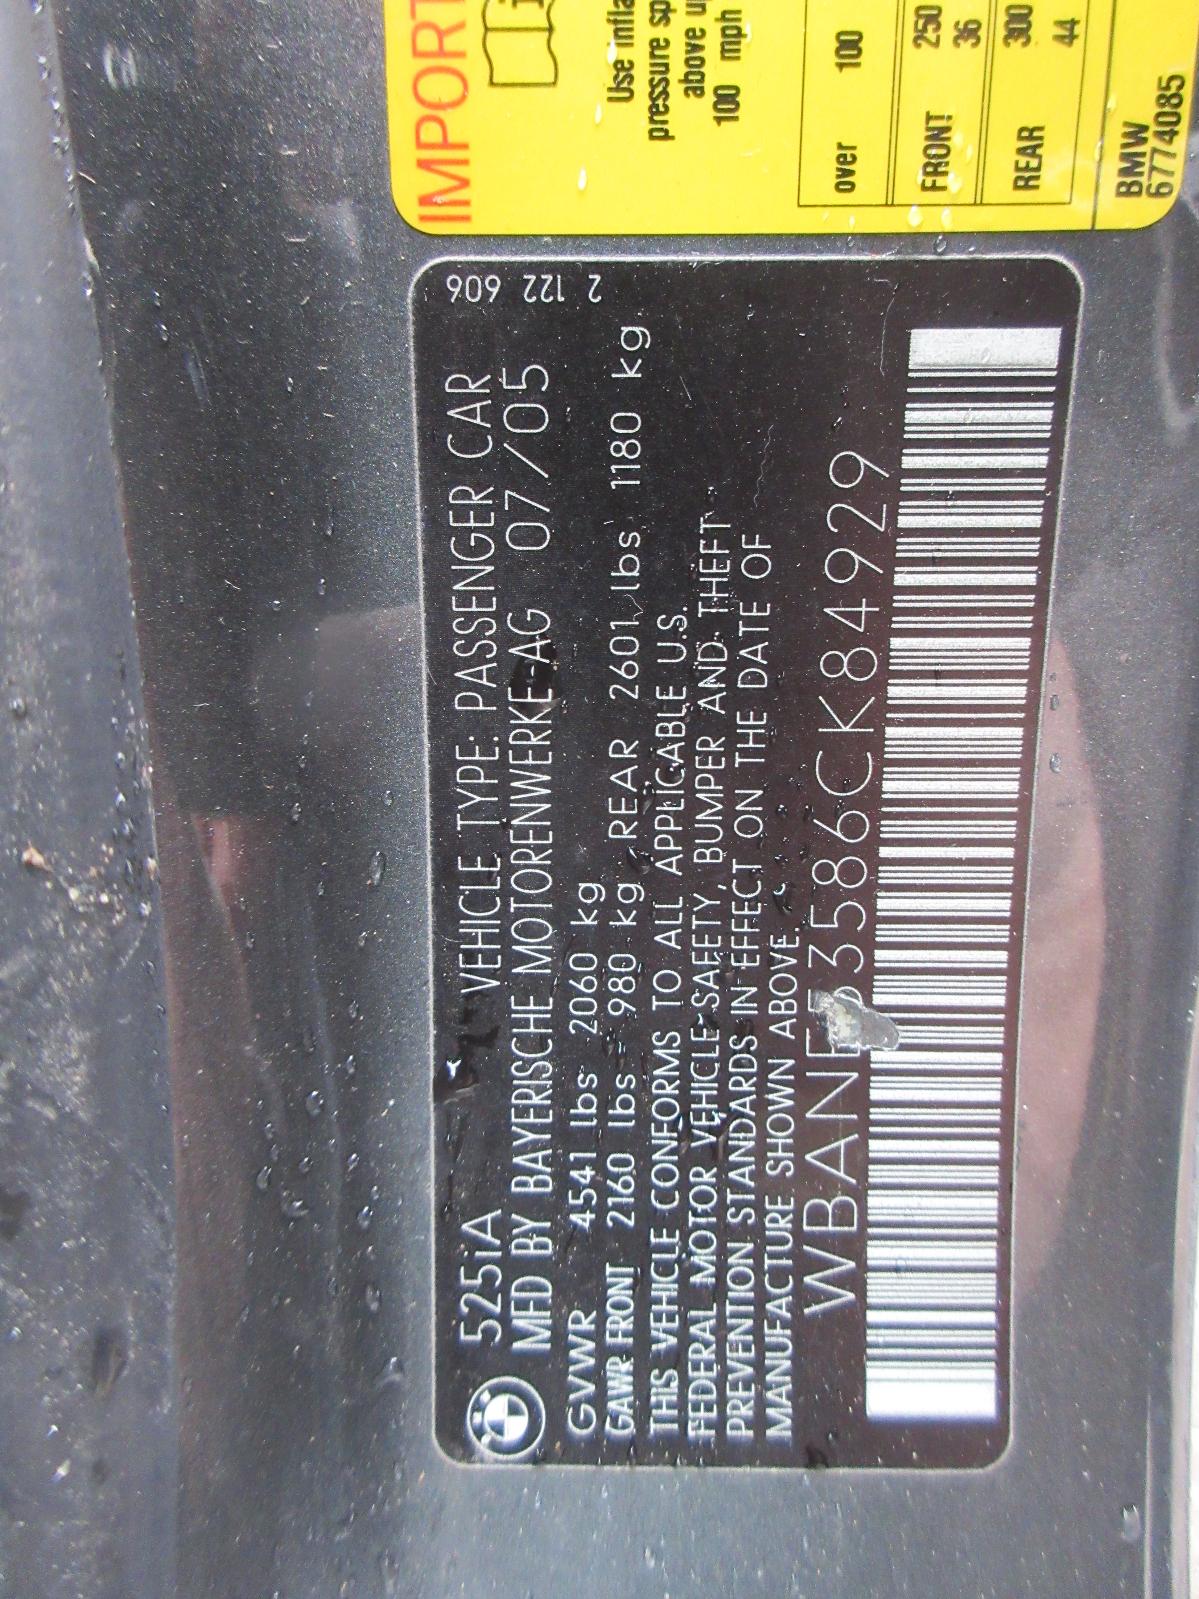 525iA VEHICLE TYPE: PASSENGER CAR
MFD BY BAYERISCHE MOTORENWERKE AG 07/05
GVWR 4541 lbs 2060 kg
GAWR FRONT 2160 lbs 980 kg REAR 2601 lbs 1180 kg
THIS VEHICLE CONFORMS TO ALL APPLICABLE U.S.
FEDERAL MOTOR VEHICLE SAFETY, BUMPER AND THEFT
PREVENTION STANDARDS IN EFFECT ON THE DATE OF
MANUFACTURE SHOWN ABOVE.
WBANE53586CK84929
2 122 606
IMPORT
Use infla
pressure sp
above up
100 mph
over 100
FRONT 250
36
REAR 300
44
BMW
6774085